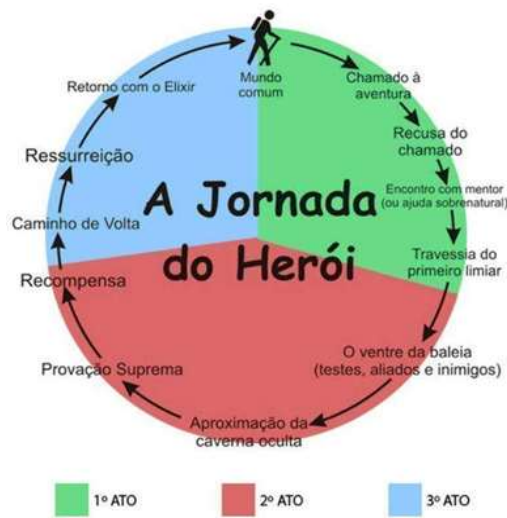 A Jornada
do Herói
Mundo
comum
Chamado à
aventura
Recusa do
chamado
Encontro com mentor
(ou ajuda sobrenatural)
Travessia do
primeiro limiar
O ventre da baleia
(testes, aliados e inimigos)
Aproximação da
caverna oculta
Provação Suprema
Recompensa
Caminho de Volta
Ressurreição
Retorno com o Elixir
1º ATO
2º ATO
3º ATO